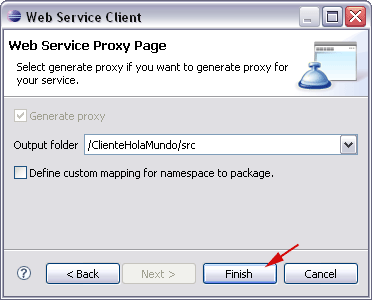 Web Service Client
Web Service Proxy Page
Select generate proxy if you want to generate proxy for
your service.
Generate proxy
Output folder /ClienteHolaMundo/src
Define custom mapping for namespace to package.
? < Back Next > Finish Cancel